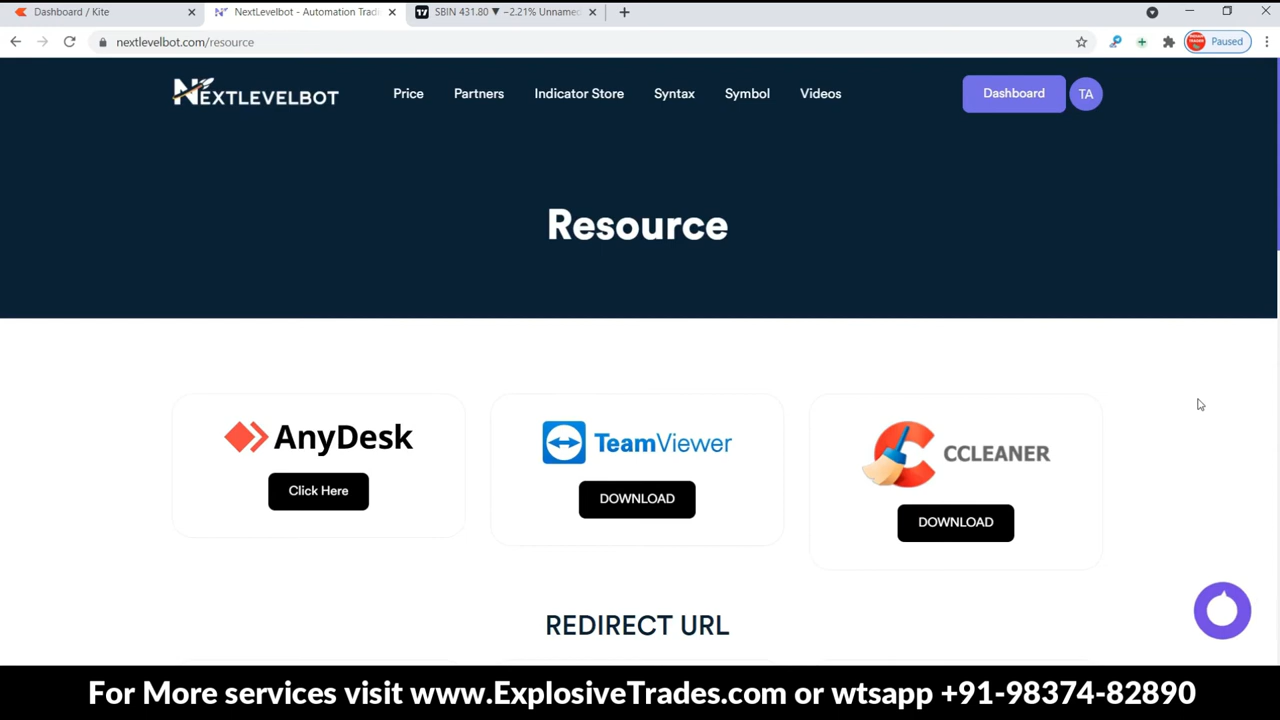 Dashboard / Kite
NextLevelbot - Automation Tradi
SBIN 431.80 ▼ −2.21% Unnamed
nextlevelbot.com/resource
Paused
NEXTLEVELBOT
Price
Partners
Indicator Store
Syntax
Symbol
Videos
Dashboard
TA
Resource
AnyDesk
Click Here
TeamViewer
DOWNLOAD
CCLEANER
DOWNLOAD
REDIRECT URL
For More services visit www.ExplosiveTrades.com or wtsapp +91-98374-82890